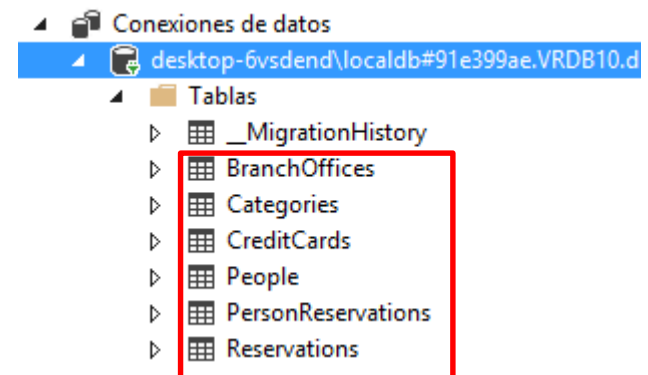 Conexiones de datos
desktop-6vsdend\localdb#91e399ae.VRDB10.d
Tablas
__MigrationHistory
BranchOffices
Categories
CreditCards
People
PersonReservations
Reservations